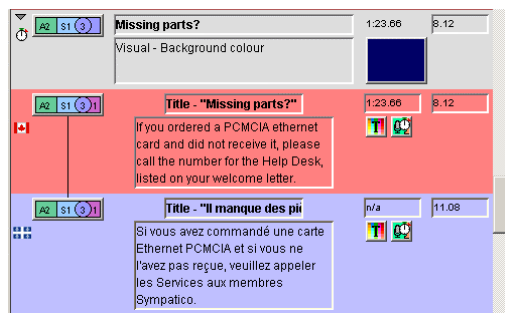 A2 S1 3 Missing parts? 1:23.66 8.12
Visual - Background colour
A2 S1 3 1 Title - "Missing parts?" 1:23.66 8.12
If you ordered a PCMCIA ethernet
card and did not receive it, please
call the number for the Help Desk,
listed on your welcome letter.
T
A2 S1 3 1 Title - "Il manque des piè n/a 11.08
Si vous avez commandé une carte
Ethernet PCMCIA et si vous ne
l'avez pas reçue, veuillez appeler
les Services aux membres
Sympatico.
T